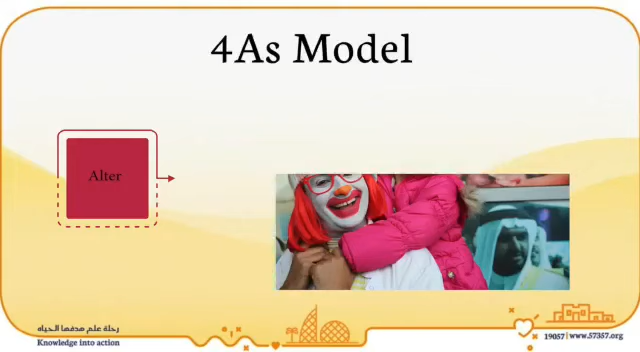 4As Model
Alter
رحلة علم هدفها الحياه
Knowledge into action
19057 | www.57357.org